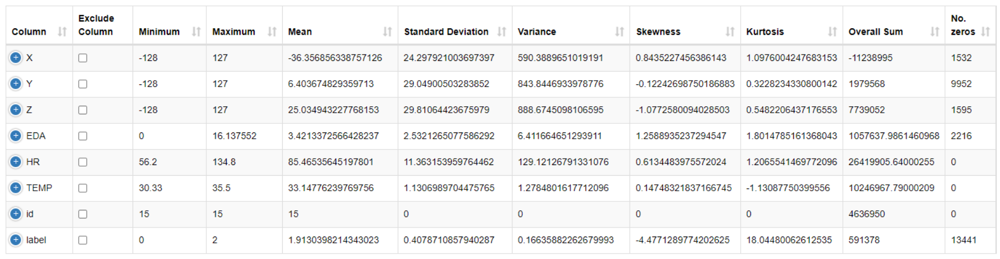 Column Exclude Column Minimum Maximum Mean Standard Deviation Variance Skewness Kurtosis Overall Sum No. zeros
X -128 127 -36.356856338757126 24.297921003697397 590.3889651019191 0.8435227456386143 1.0976004247683153 -11238995 1532
Y -128 127 6.403674829359713 29.04900503283852 843.8446933978776 -0.12242698750186883 0.3228234330800142 1979568 9952
Z -128 127 25.034943227768153 29.81064423675979 888.6745098106595 -1.0772580094028503 0.5482206437176553 7739052 1595
EDA 0 16.137552 3.4213372566428237 2.5321265077586292 6.411664651293911 1.2588935237294547 1.8014785161368043 1057637.9861460968 2216
HR 56.2 134.8 85.46535645197801 11.363153959764462 129.12126791331076 0.6134483975572024 1.2065541469772096 26419905.64000255 0
TEMP 30.33 35.5 33.14776239769756 1.1306989704475765 1.2784801617712096 0.14748321837166745 -1.13087750399556 10246967.79000209 0
id 15 15 15 0 0 0 0 4636950 0
label 0 2 1.9130398214343023 0.4078710857940287 0.16635882262679993 -4.4771289774202625 18.04480062612535 591378 13441